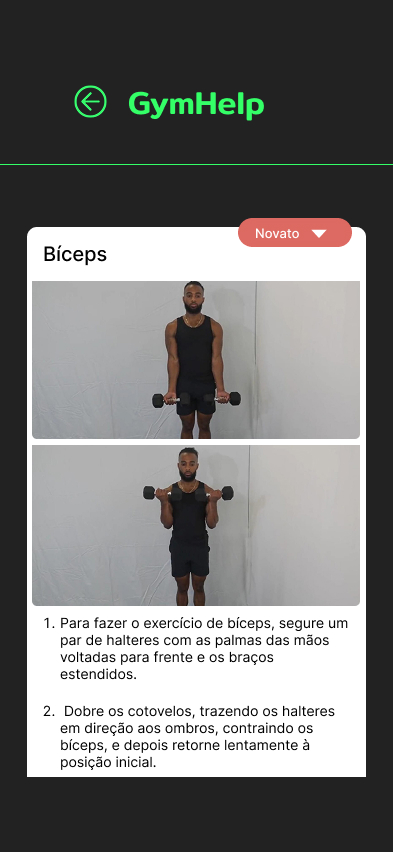 GymHelp
Novato
Bíceps
1. Para fazer o exercício de bíceps, segure um
par de halteres com as palmas das mãos
voltadas para frente e os braços
estendidos.
2. Dobre os cotovelos, trazendo os halteres
em direção aos ombros, contraindo os
bíceps, e depois retorne lentamente à
posição inicial.